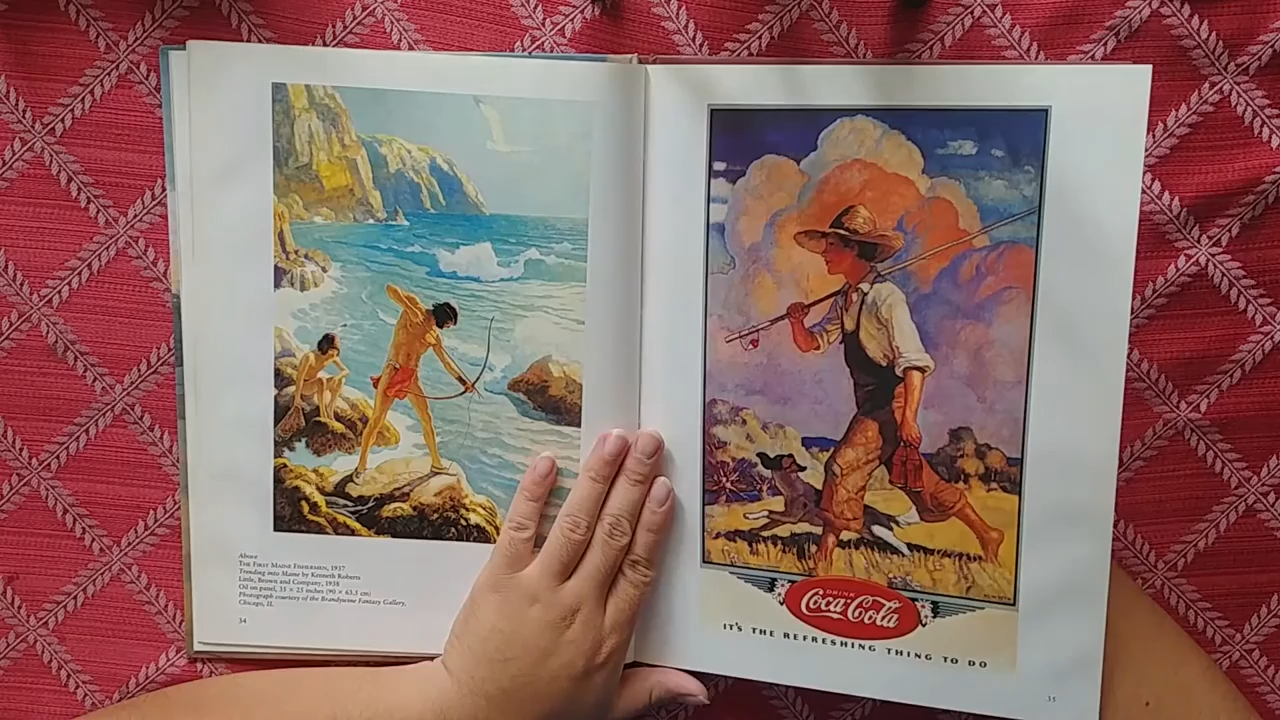 Above
THE FIRST MAINE FISHERMEN, 1937
Trending into Maine by Kenneth Roberts
Little, Brown and Company, 1938
Oil on panel, 35 × 25 inches (90 × 63.5 cm)
Photograph courtesy of the Brandywine Fantasy Gallery,
Chicago, IL
34
DRINK
Coca-Cola
IT'S THE REFRESHING THING TO DO
35